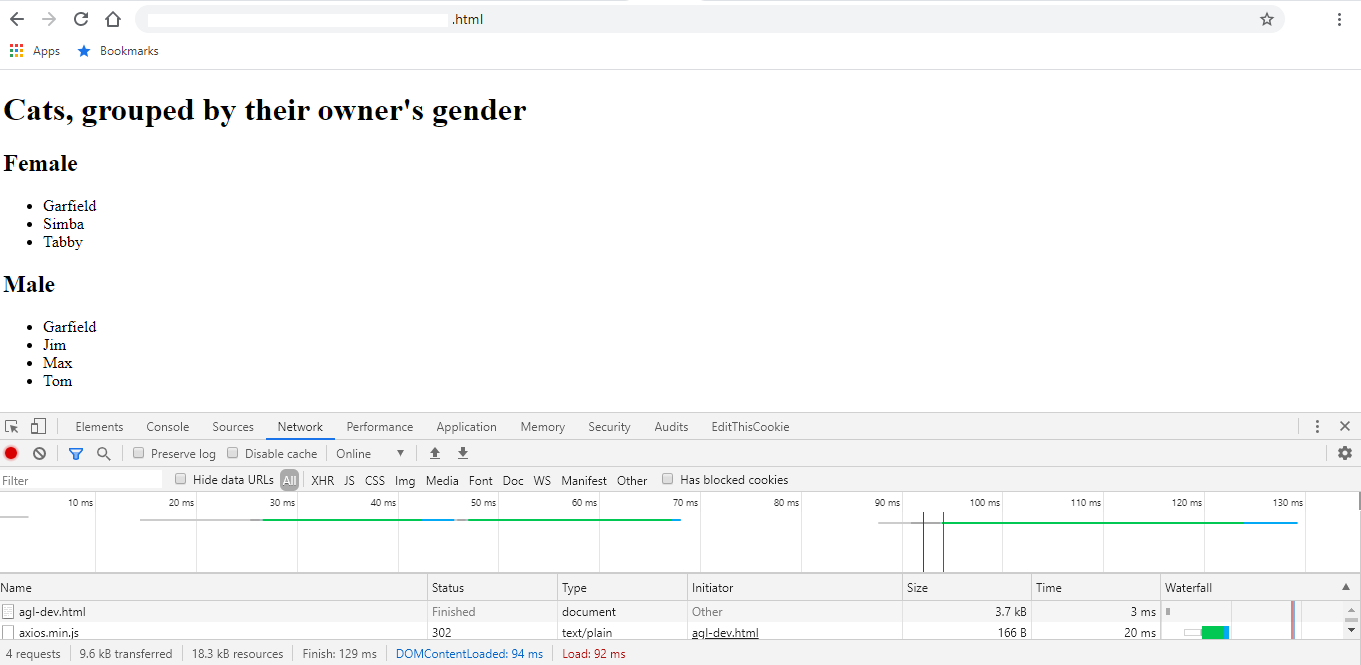 .html
Apps Bookmarks
Cats, grouped by their owner's gender
Female
Garfield
Simba
Tabby
Male
Garfield
Jim
Max
Tom
Elements Console Sources Network Performance Application Memory Security Audits EditThisCookie
Preserve log Disable cache Online
Filter Hide data URLs All XHR JS CSS Img Media Font Doc WS Manifest Other Has blocked cookies
10 ms 20 ms 30 ms 40 ms 50 ms 60 ms 70 ms 80 ms 90 ms 100 ms 110 ms 120 ms 130 ms
Name Status Type Initiator Size Time Waterfall
agl-dev.html Finished document Other 3.7 kB 3 ms
axios.min.js 302 text/plain agl-dev.html 166 B 20 ms
4 requests 9.6 kB transferred 18.3 kB resources Finish: 129 ms DOMContentLoaded: 94 ms Load: 92 ms